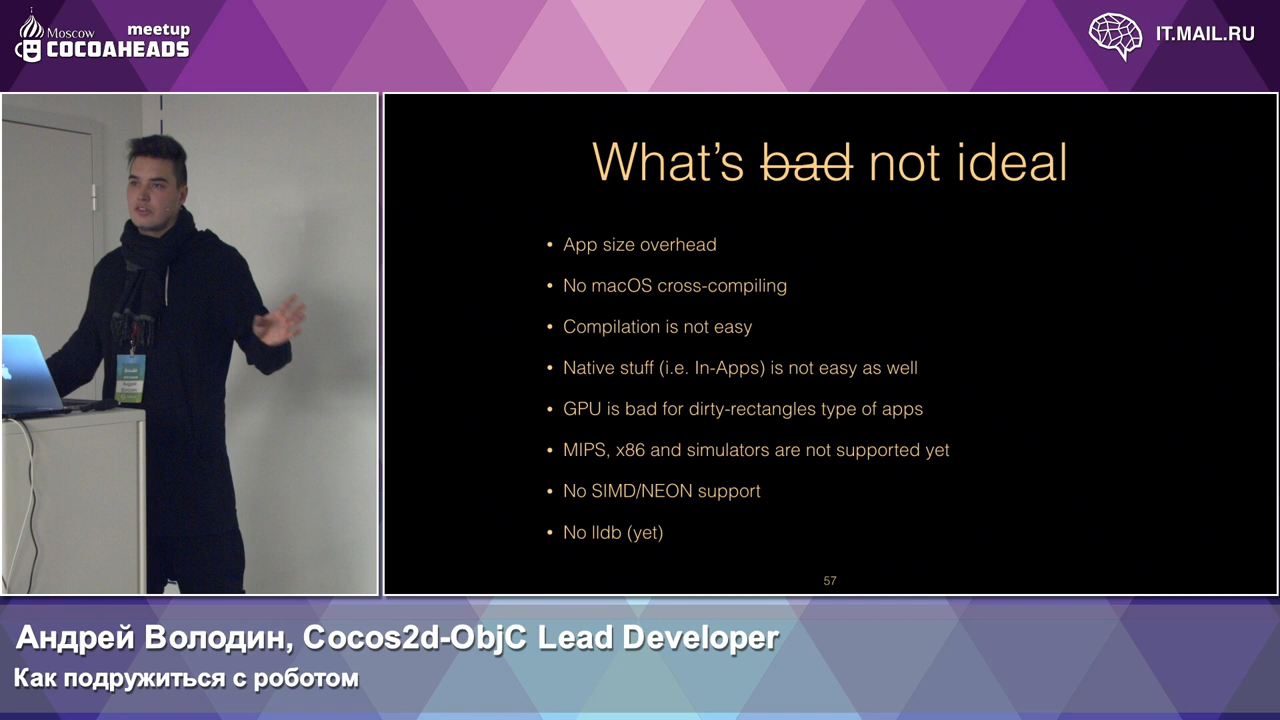 Moscow
meetup
COCOAHEADS
IT.MAIL.RU
What's bad not ideal
• App size overhead
• No macOS cross-compiling
• Compilation is not easy
• Native stuff (i.e. In-Apps) is not easy as well
• GPU is bad for dirty-rectangles type of apps
• MIPS, x86 and simulators are not supported yet
• No SIMD/NEON support
• No lldb (yet)
57
Андрей Володин, Cocos2d-ObjC Lead Developer
Как подружиться с роботом